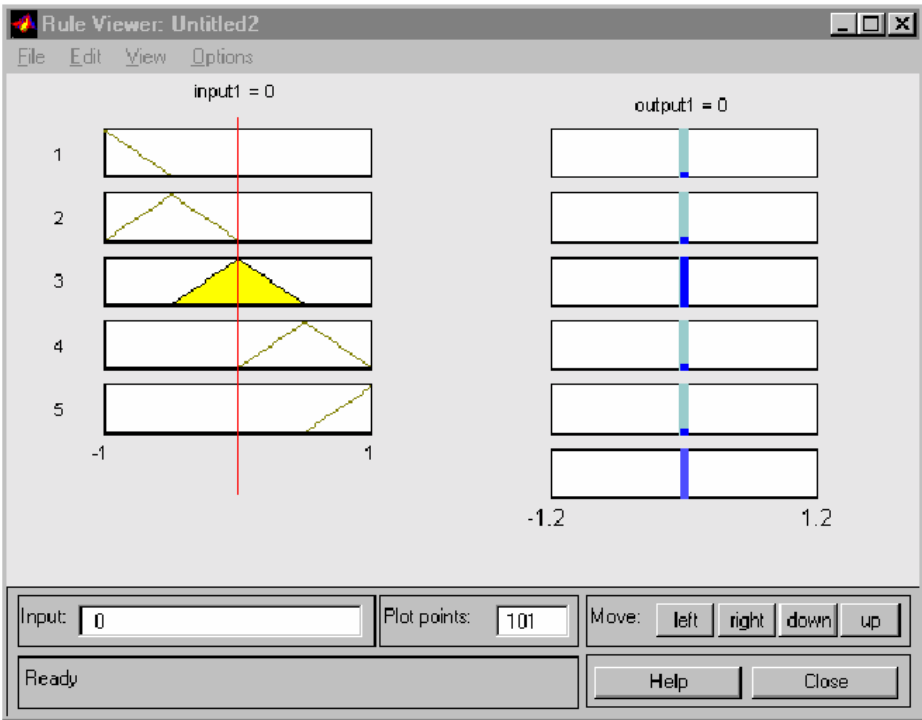 Rule Viewer: Untitled2
File Edit View Options
input1 = 0
output1 = 0
1
2
3
4
5
-1 1
-1.2 1.2
Input: 0 Plot points: 101 Move: left right down up
Ready Help Close